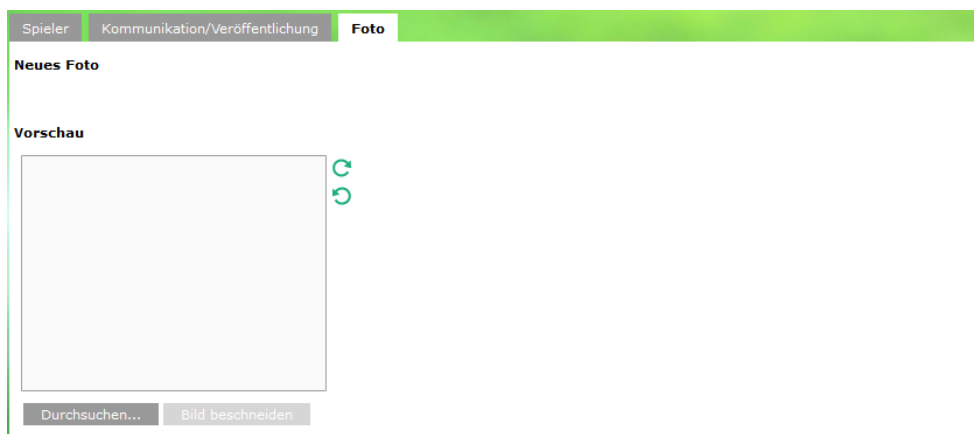 Spieler Kommunikation/Veröffentlichung Foto
Neues Foto
Vorschau
Durchsuchen... Bild beschneiden